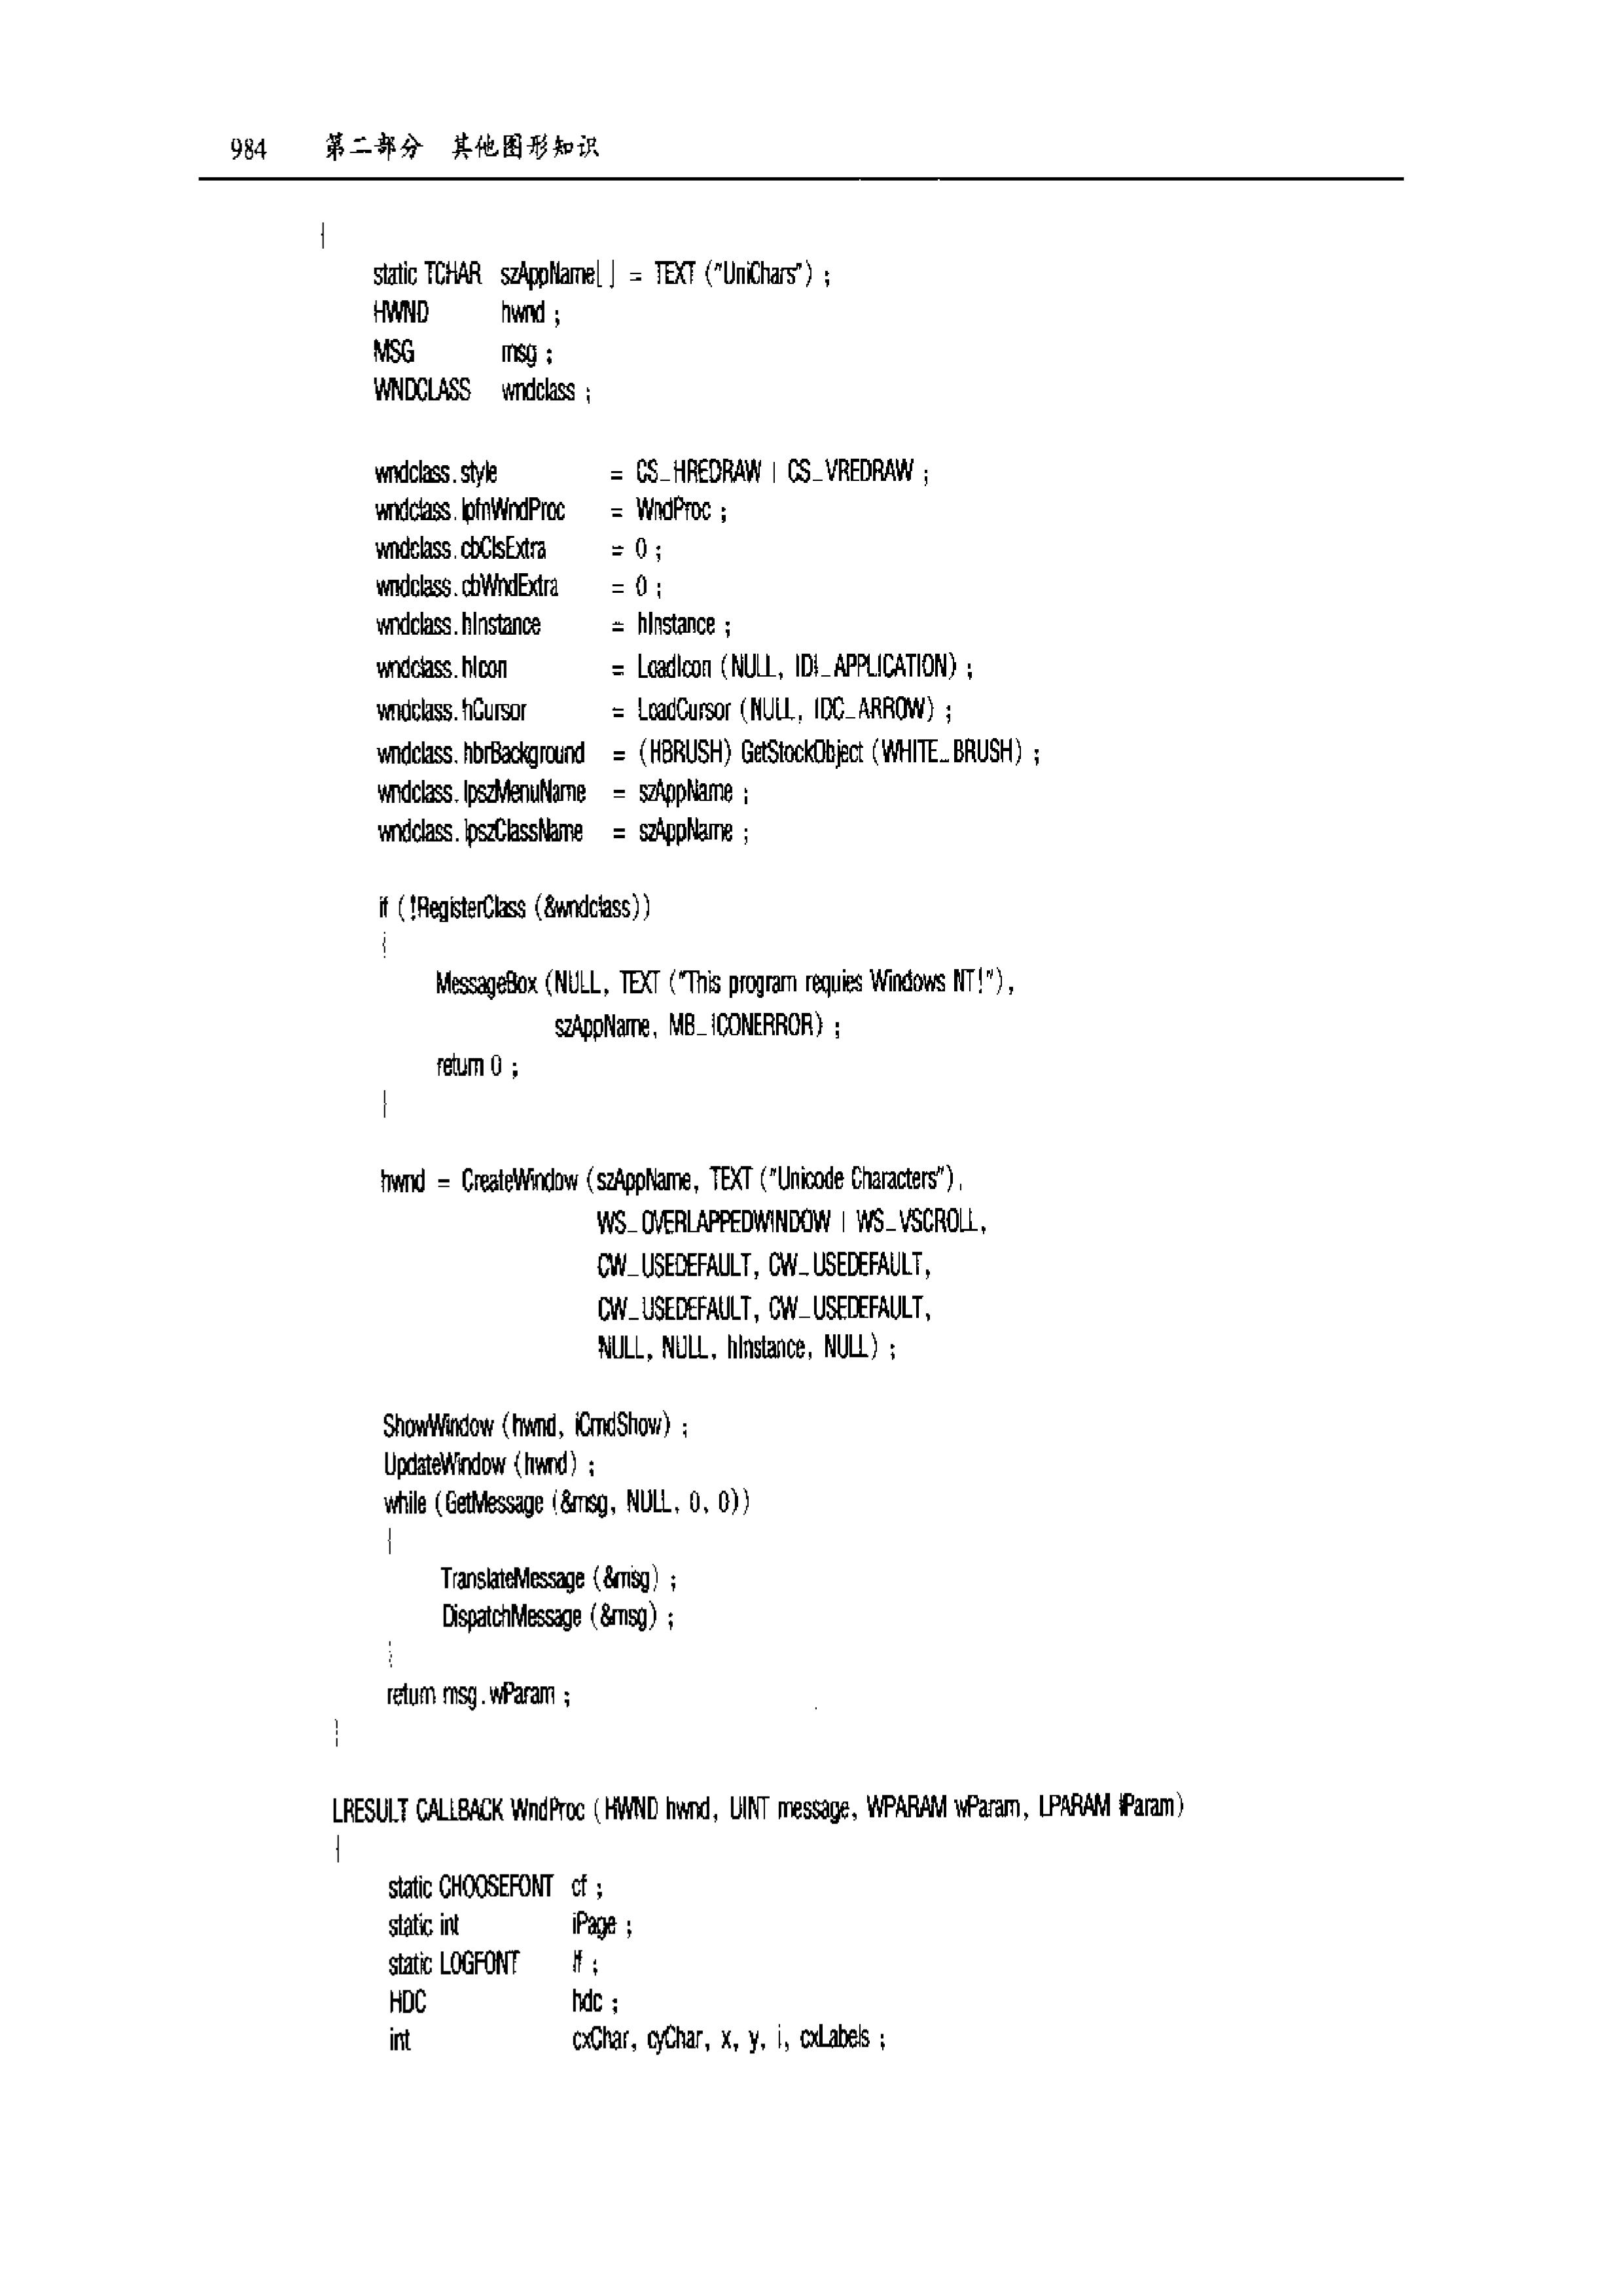 984 第二部分 其他图形知识
{
static TCHAR szAppName[ ] = TEXT ("UniChars") ;
HWND hwnd ;
MSG msg ;
WNDCLASS wndclass ;
wndclass.style = CS_HREDRAW | CS_VREDRAW ;
wndclass.lpfnWndProc = WndProc ;
wndclass.cbClsExtra = 0 ;
wndclass.cbWndExtra = 0 ;
wndclass.hInstance = hInstance ;
wndclass.hIcon = LoadIcon (NULL, IDI_APPLICATION) ;
wndclass.hCursor = LoadCursor (NULL, IDC_ARROW) ;
wndclass.hbrBackground = (HBRUSH) GetStockObject (WHITE_BRUSH) ;
wndclass.lpszMenuName = szAppName ;
wndclass.lpszClassName = szAppName ;
if (!RegisterClass (&wndclass))
{
MessageBox (NULL, TEXT ("This program requies Windows NT!"),
szAppName, MB_ICONERROR) ;
return 0 ;
}
hwnd = CreateWindow (szAppName, TEXT ("Unicode Characters"),
WS_OVERLAPPEDWINDOW | WS_VSCROLL,
CW_USEDEFAULT, CW_USEDEFAULT,
CW_USEDEFAULT, CW_USEDEFAULT,
NULL, NULL, hInstance, NULL) ;
ShowWindow (hwnd, iCmdShow) ;
UpdateWindow (hwnd) ;
while (GetMessage (&msg, NULL, 0, 0))
{
TranslateMessage (&msg) ;
DispatchMessage (&msg) ;
}
return msg.wParam ;
}
LRESULT CALLBACK WndProc (HWND hwnd, UINT message, WPARAM wParam, LPARAM lParam)
{
static CHOOSEFONT cf ;
static int iPage ;
static LOGFONT lf ;
HDC hdc ;
int cxChar, cyChar, x, y, i, cxLabels ;